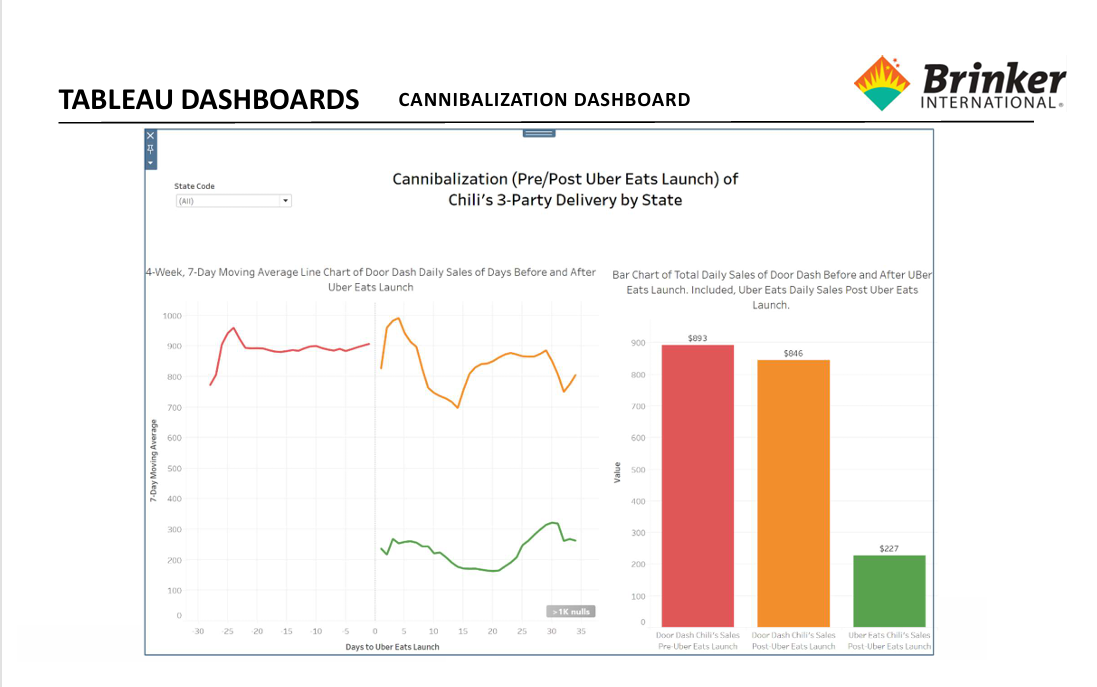 TABLEAU DASHBOARDS
CANNIBALIZATION DASHBOARD
Brinker
INTERNATIONAL.®
State Code
(All)
Cannibalization (Pre/Post Uber Eats Launch) of
Chili's 3-Party Delivery by State
4-Week, 7-Day Moving Average Line Chart of Door Dash Daily Sales of Days Before and After
Uber Eats Launch
1000
900
800
700
600
500
400
300
200
100
0
7-Day Moving Average
-30 -25 -20 -15 -10 -5 0 5 10 15 20 25 30 35
Days to Uber Eats Launch
>1K nulls
Bar Chart of Total Daily Sales of Door Dash Before and After UBer
Eats Launch. Included, Uber Eats Daily Sales Post Uber Eats
Launch.
900
800
700
600
500
400
300
200
100
0
Value
$893
$846
$227
Door Dash Chili's Sales
Pre-Uber Eats Launch
Door Dash Chili's Sales
Post-Uber Eats Launch
Uber Eats Chili's Sales
Post-Uber Eats Launch